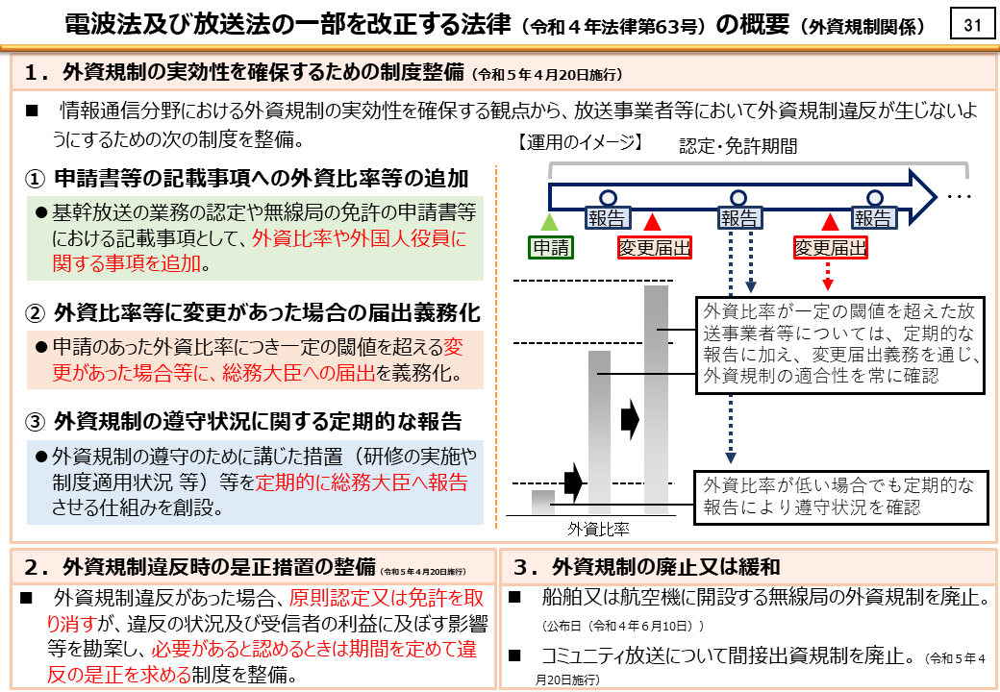 電波法及び放送法の一部を改正する法律（令和４年法律第63号）の概要（外資規制関係）
31
１．外資規制の実効性を確保するための制度整備（令和５年４月20日施行）
■ 情報通信分野における外資規制の実効性を確保する観点から、放送事業者等において外資規制違反が生じないよ
うにするための次の制度を整備。
① 申請書等の記載事項への外資比率等の追加
●基幹放送の業務の認定や無線局の免許の申請書等
における記載事項として、外資比率や外国人役員に
関する事項を追加。
② 外資比率等に変更があった場合の届出義務化
●申請のあった外資比率につき一定の閾値を超える変
更があった場合等に、総務大臣への届出を義務化。
③ 外資規制の遵守状況に関する定期的な報告
●外資規制の遵守のために講じた措置（研修の実施や
制度適用状況 等）等を定期的に総務大臣へ報告
させる仕組みを創設。
【運用のイメージ】
認定・免許期間
…
報告
報告
報告
申請
変更届出
変更届出
外資比率が一定の閾値を超えた放
送事業者等については、定期的な
報告に加え、変更届出義務を通じ、
外資規制の適合性を常に確認
外資比率が低い場合でも定期的な
報告により遵守状況を確認
外資比率
２．外資規制違反時の是正措置の整備（令和５年４月20日施行）
■ 外資規制違反があった場合、原則認定又は免許を取
り消すが、違反の状況及び受信者の利益に及ぼす影響
等を勘案し、必要があると認めるときは期間を定めて違
反の是正を求める制度を整備。
３．外資規制の廃止又は緩和
■ 船舶又は航空機に開設する無線局の外資規制を廃止。
（公布日（令和４年６月10日））
■ コミュニティ放送について間接出資規制を廃止。（令和５年４
月20日施行）